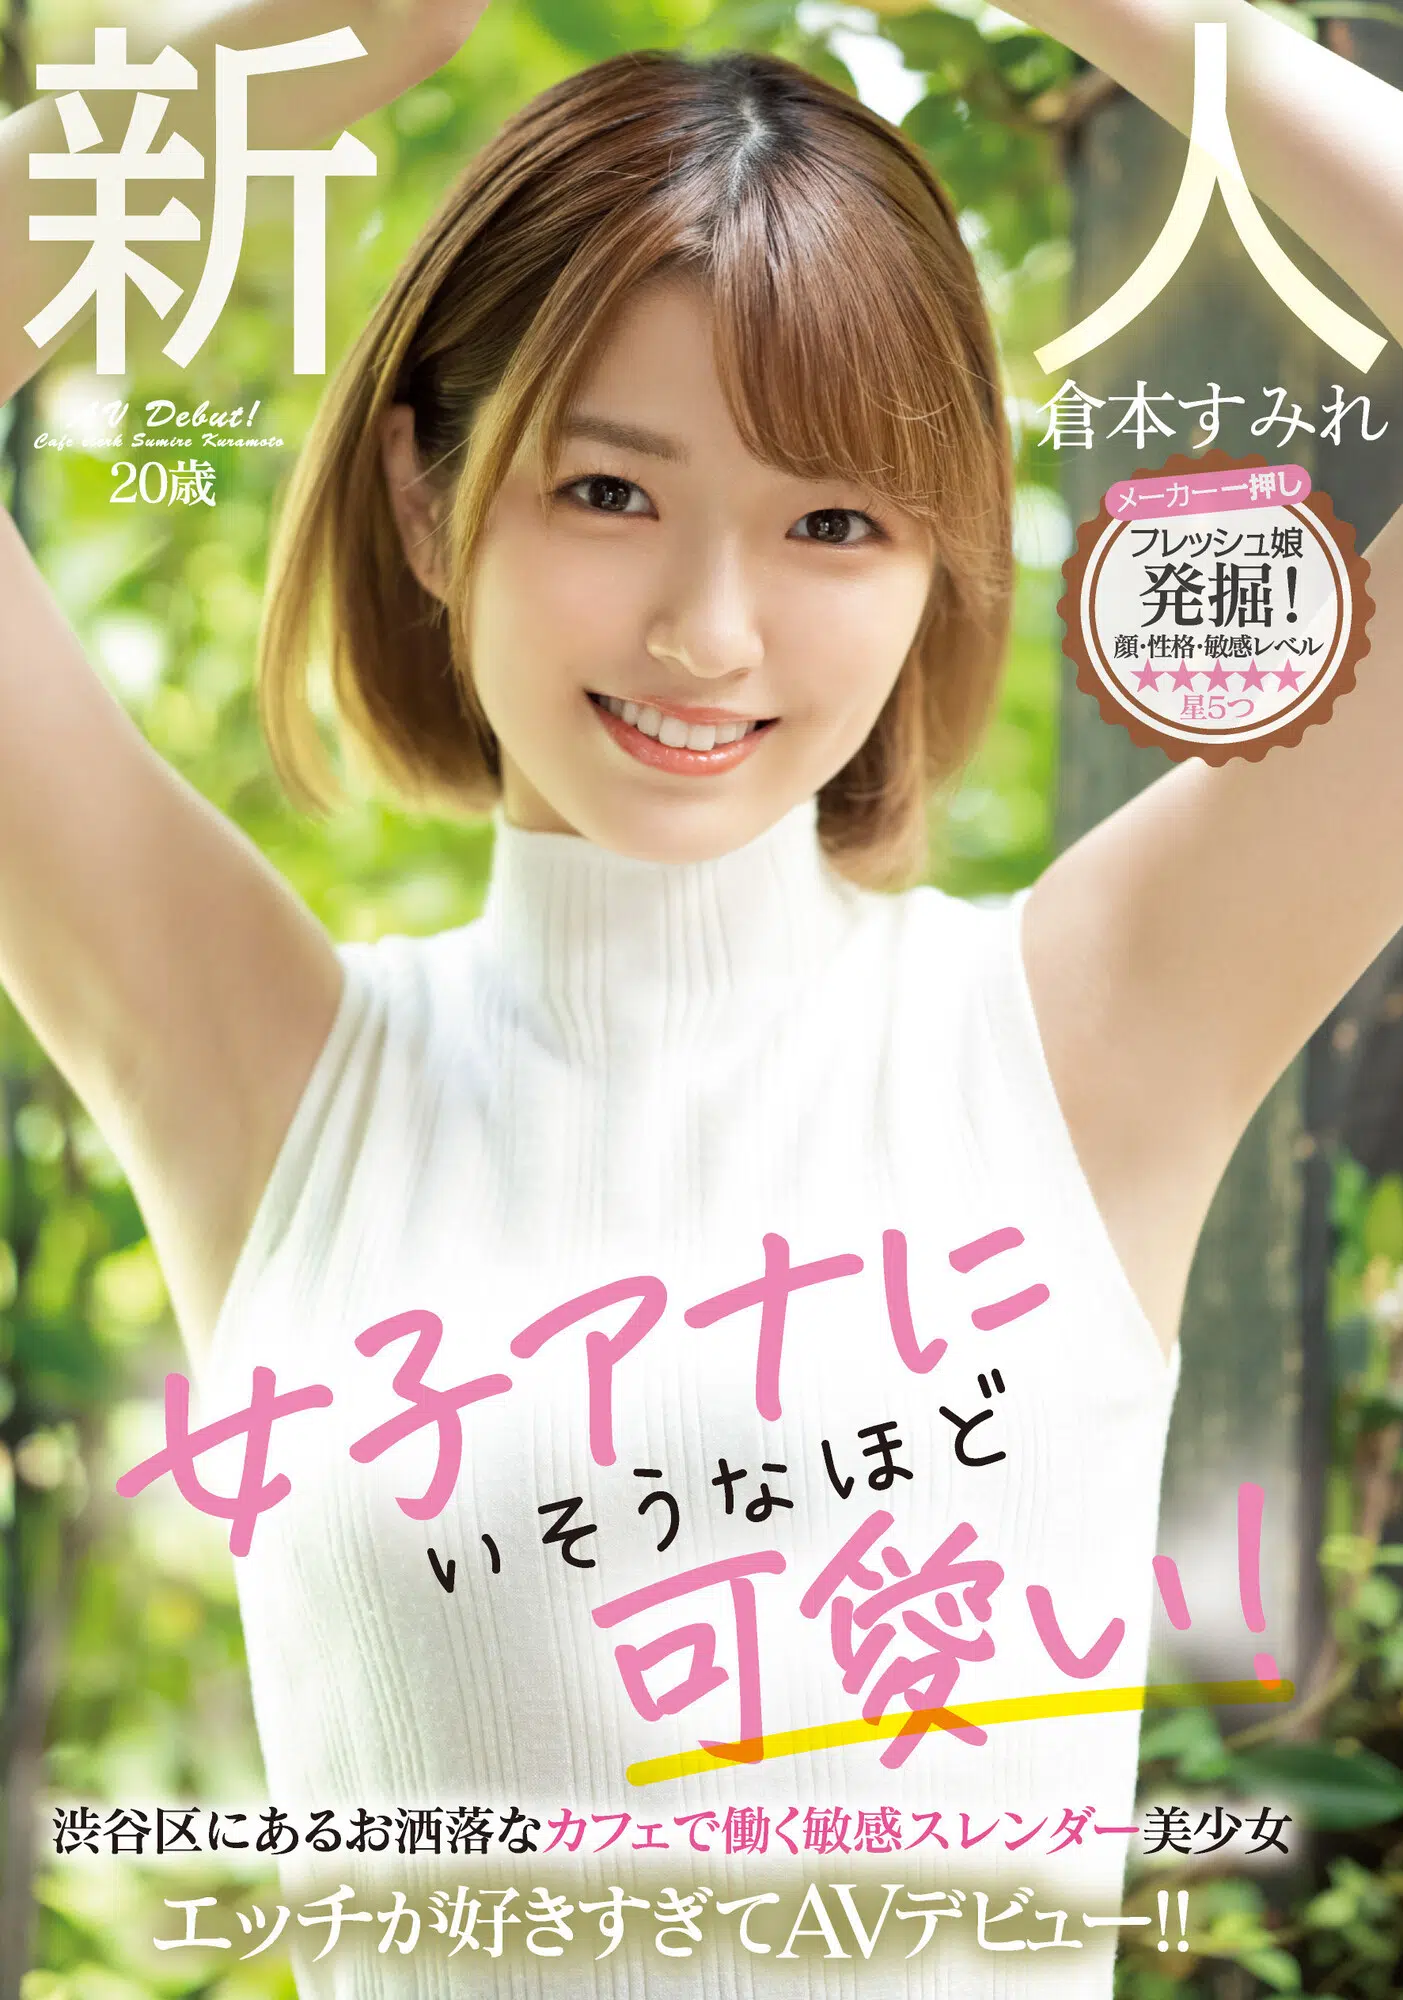 新人
倉本すみれ
AV Debut!
Cafe clerk Sumire Kuramoto
20歳
メーカー一押し
フレッシュ娘
発掘!
顔・性格・敏感レベル
★★★★★
星5つ
女子アナに
いそうなほど
可愛い!
渋谷区にあるお洒落なカフェで働く敏感スレンダー美少女
エッチが好きすぎてAVデビュー!!